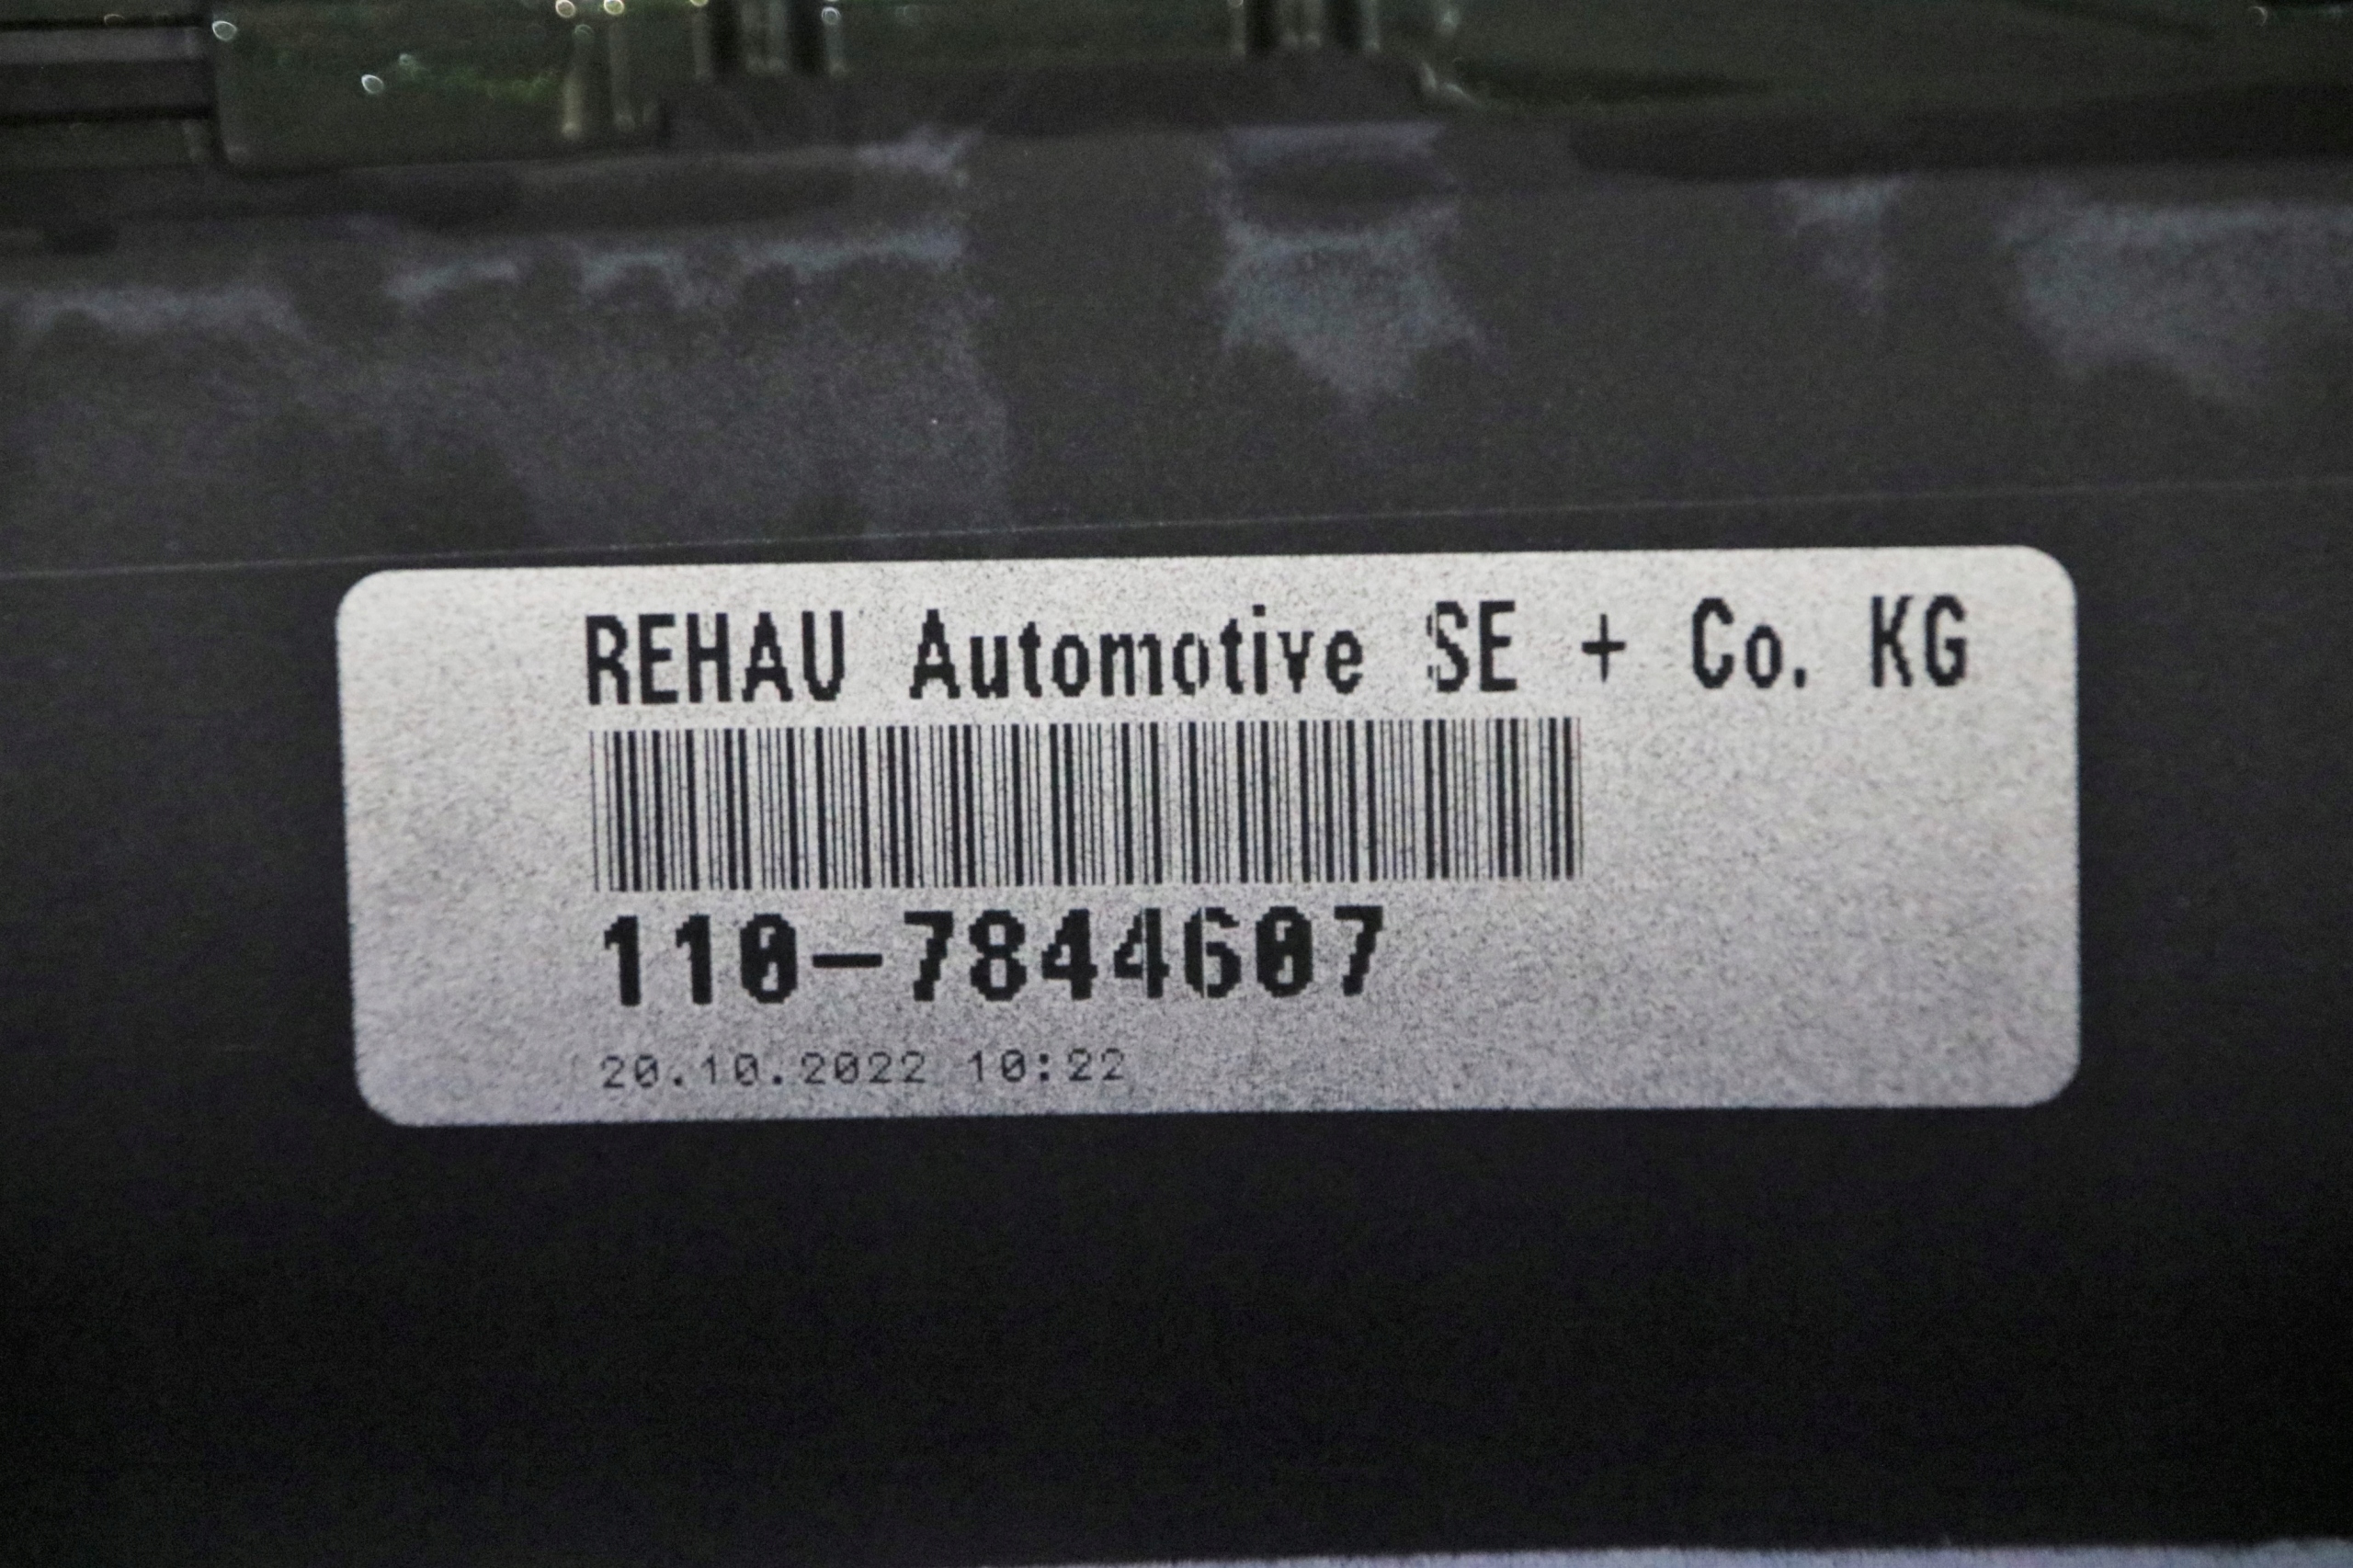 REHAU Automotive SE + Co. KG
110-7844607
20.10.2022 10:22